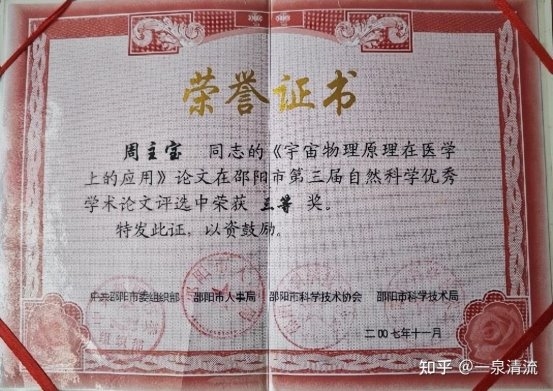 荣誉证书
周主宝 同志的《宇宙物理原理在医学
上的应用》论文在邵阳市第三届自然科学优秀
学术论文评选中荣获 三等 奖。
特发此证，以资鼓励。
中共邵阳市委组织部 邵阳市人事局 邵阳市科学技术协会 邵阳市科学技术局
二00七年十一月
知乎 @一泉清流